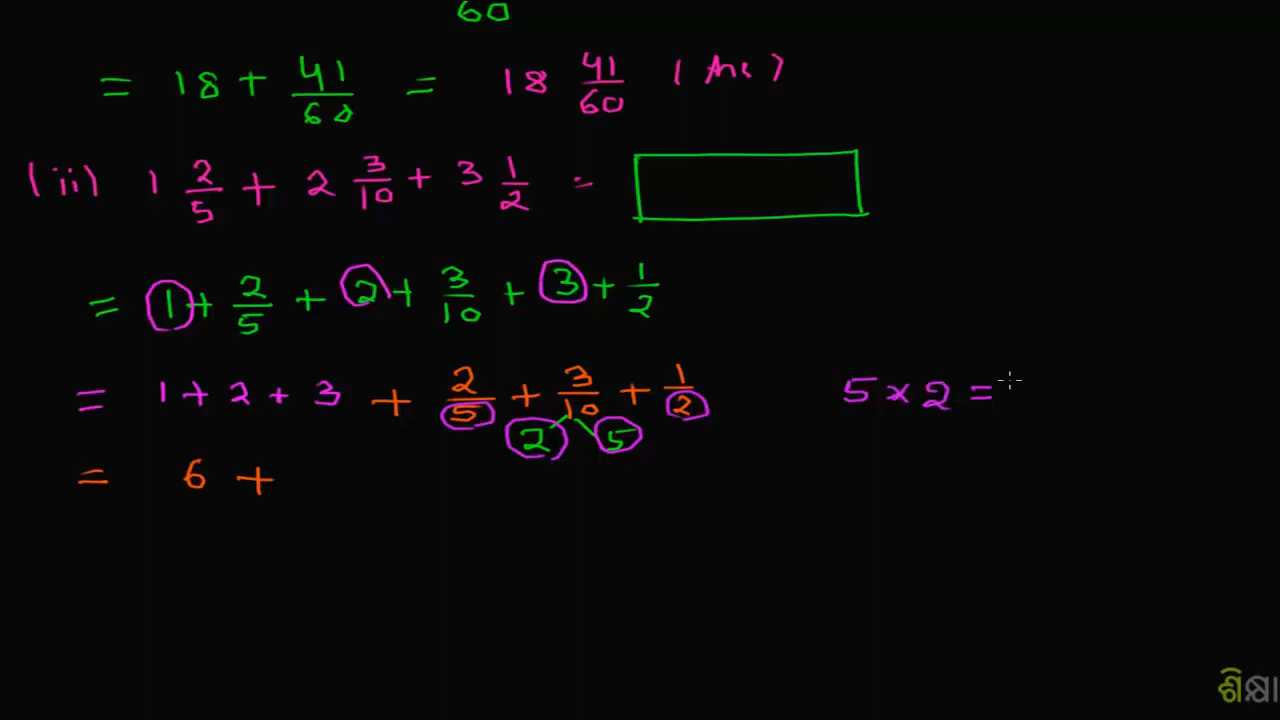 60
= 18 + 41/60 = 18 41/60 (Ans)
(ii) 1 2/5 + 2 3/10 + 3 1/2 =
= 1 + 2/5 + 2 + 3/10 + 3 + 1/2
= 1 + 2 + 3 + 2/5 + 3/10 + 1/2
2 5
5 × 2 =
= 6 +
ଶିକ୍ଷା